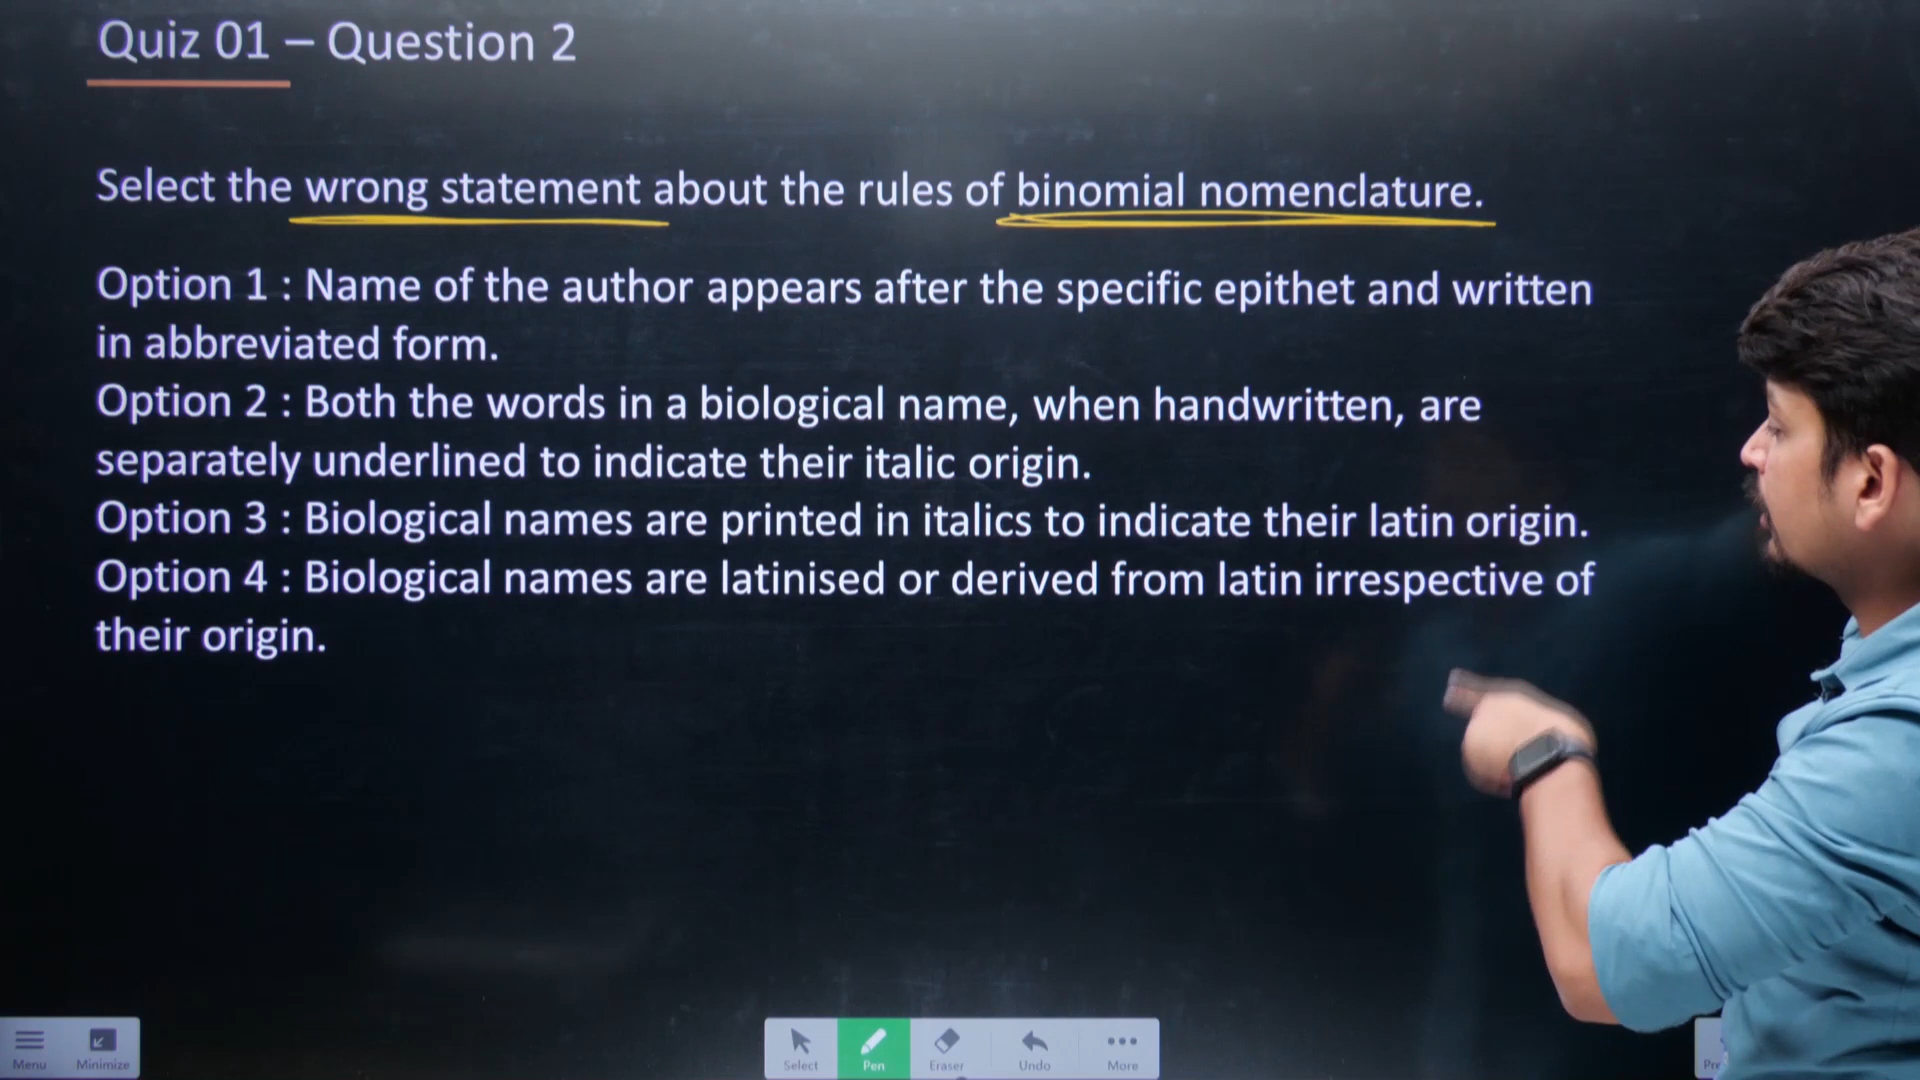 Quiz 01 – Question 2
Select the wrong statement about the rules of binomial nomenclature.
Option 1 : Name of the author appears after the specific epithet and written
in abbreviated form.
Option 2 : Both the words in a biological name, when handwritten, are
separately underlined to indicate their italic origin.
Option 3 : Biological names are printed in italics to indicate their latin origin.
Option 4 : Biological names are latinised or derived from latin irrespective of
their origin.
Menu Minimize Select Pen Eraser Undo More